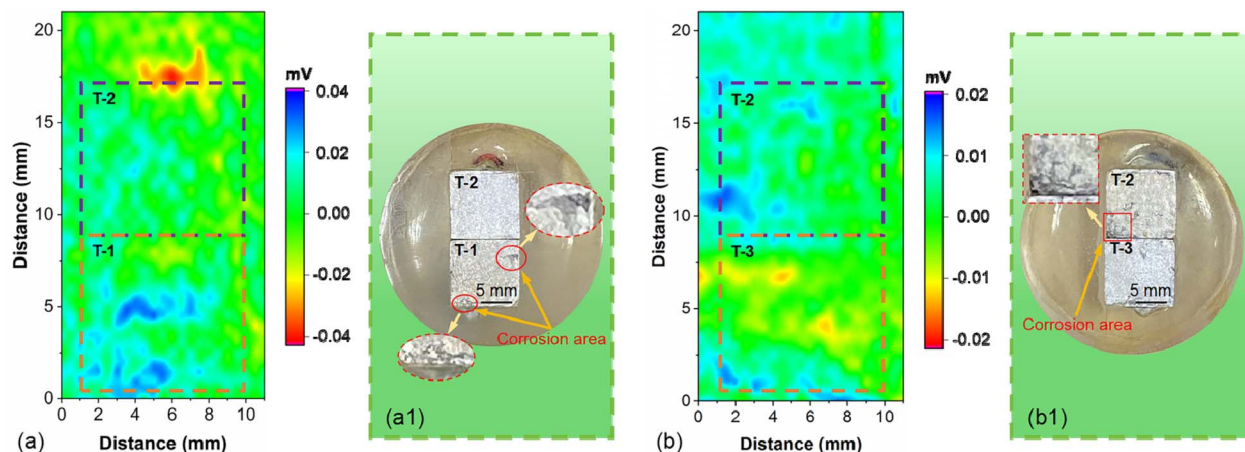 20
15
10
5
0
Distance (mm)
0 2 4 6 8 10
Distance (mm)
T-2
T-1
(a)
mV
0.04
0.02
0.00
-0.02
-0.04
T-2
T-1
5 mm
Corrosion area
(a1)
20
15
10
5
0
Distance (mm)
0 2 4 6 8 10
Distance (mm)
T-2
T-3
(b)
mV
0.02
0.01
0.00
-0.01
-0.02
T-2
T-3
5 mm
Corrosion area
(b1)